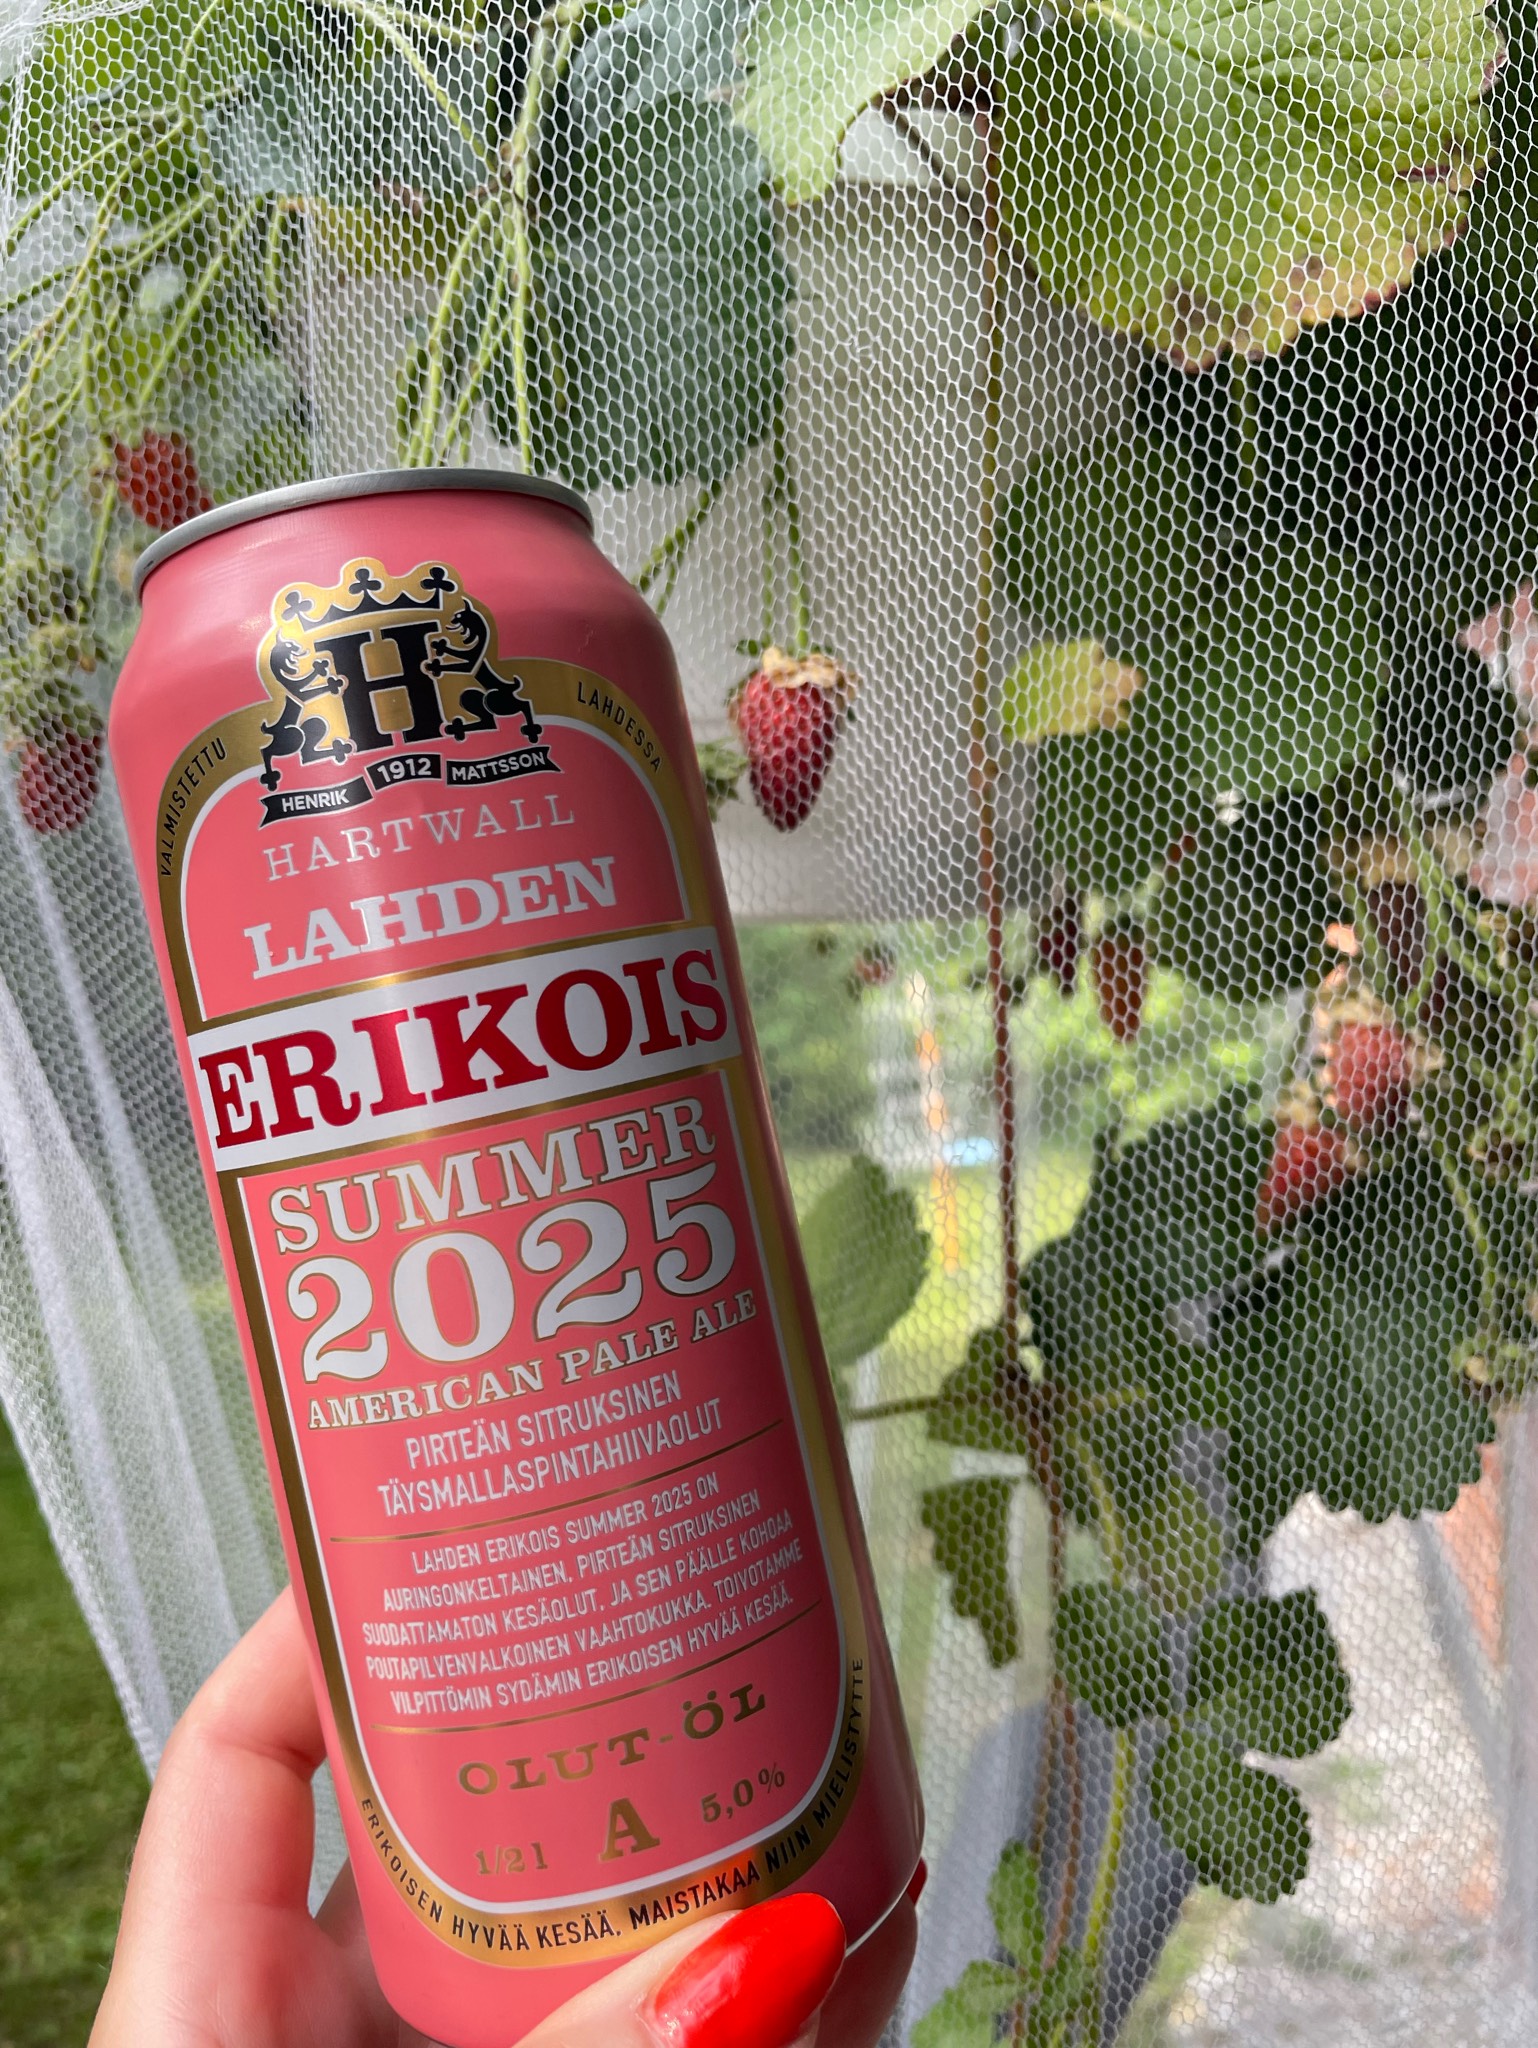 H
HENRIK 1912 MATTSSON
VALMISTETTU LAHDESSA
HARTWALL
LAHDEN
ERIKOIS
SUMMER
2025
AMERICAN PALE ALE
PIRTEÄN SITRUKSINEN
TÄYSMALLASPINTAHIIVAOLUT
LAHDEN ERIKOIS SUMMER 2025 ON
AURINGONKELTAINEN, PIRTEÄN SITRUKSINEN
SUODATTAMATON KESÄOLUT, JA SEN PÄÄLLE KOHOAA
POUTAPILVENVALKOINEN VAAHTOKUKKA. TOIVOTAMME
VILPITTÖMIN SYDÄMIN ERIKOISEN HYVÄÄ KESÄÄ.
OLUT-ÖL
1/2 l A 5,0%
ERIKOISEN HYVÄÄ KESÄÄ. MAISTAKAA NIIN MIELISTYTTE